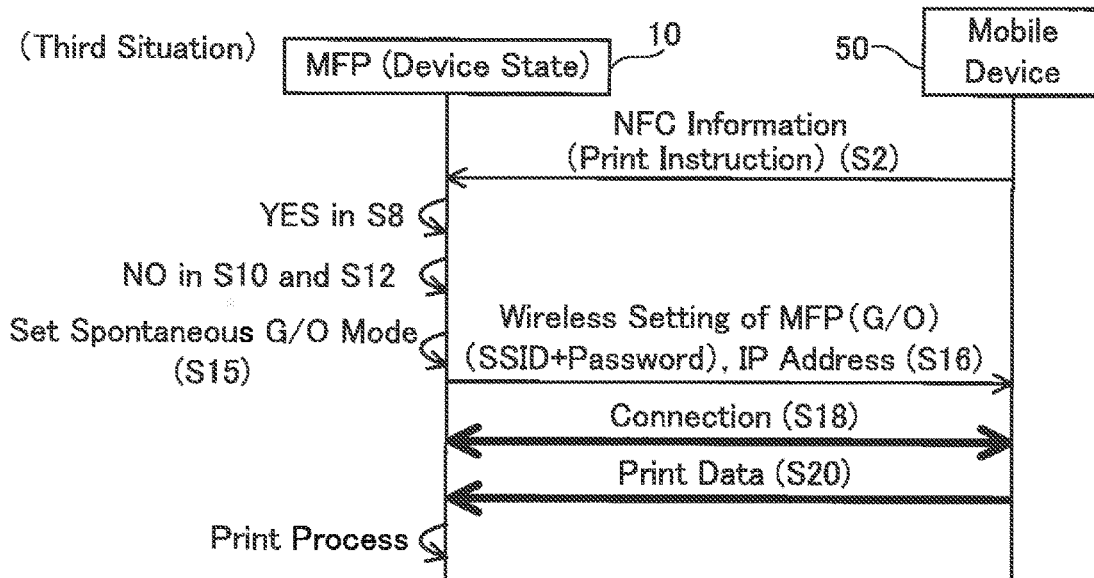 (Third Situation)
MFP (Device State)
10
50
Mobile
Device
NFC Information
(Print Instruction) (S2)
YES in S8
NO in S10 and S12
Set Spontaneous G/O Mode
(S15)
Wireless Setting of MFP(G/O)
(SSID+Password), IP Address (S16)
Connection (S18)
Print Data (S20)
Print Process